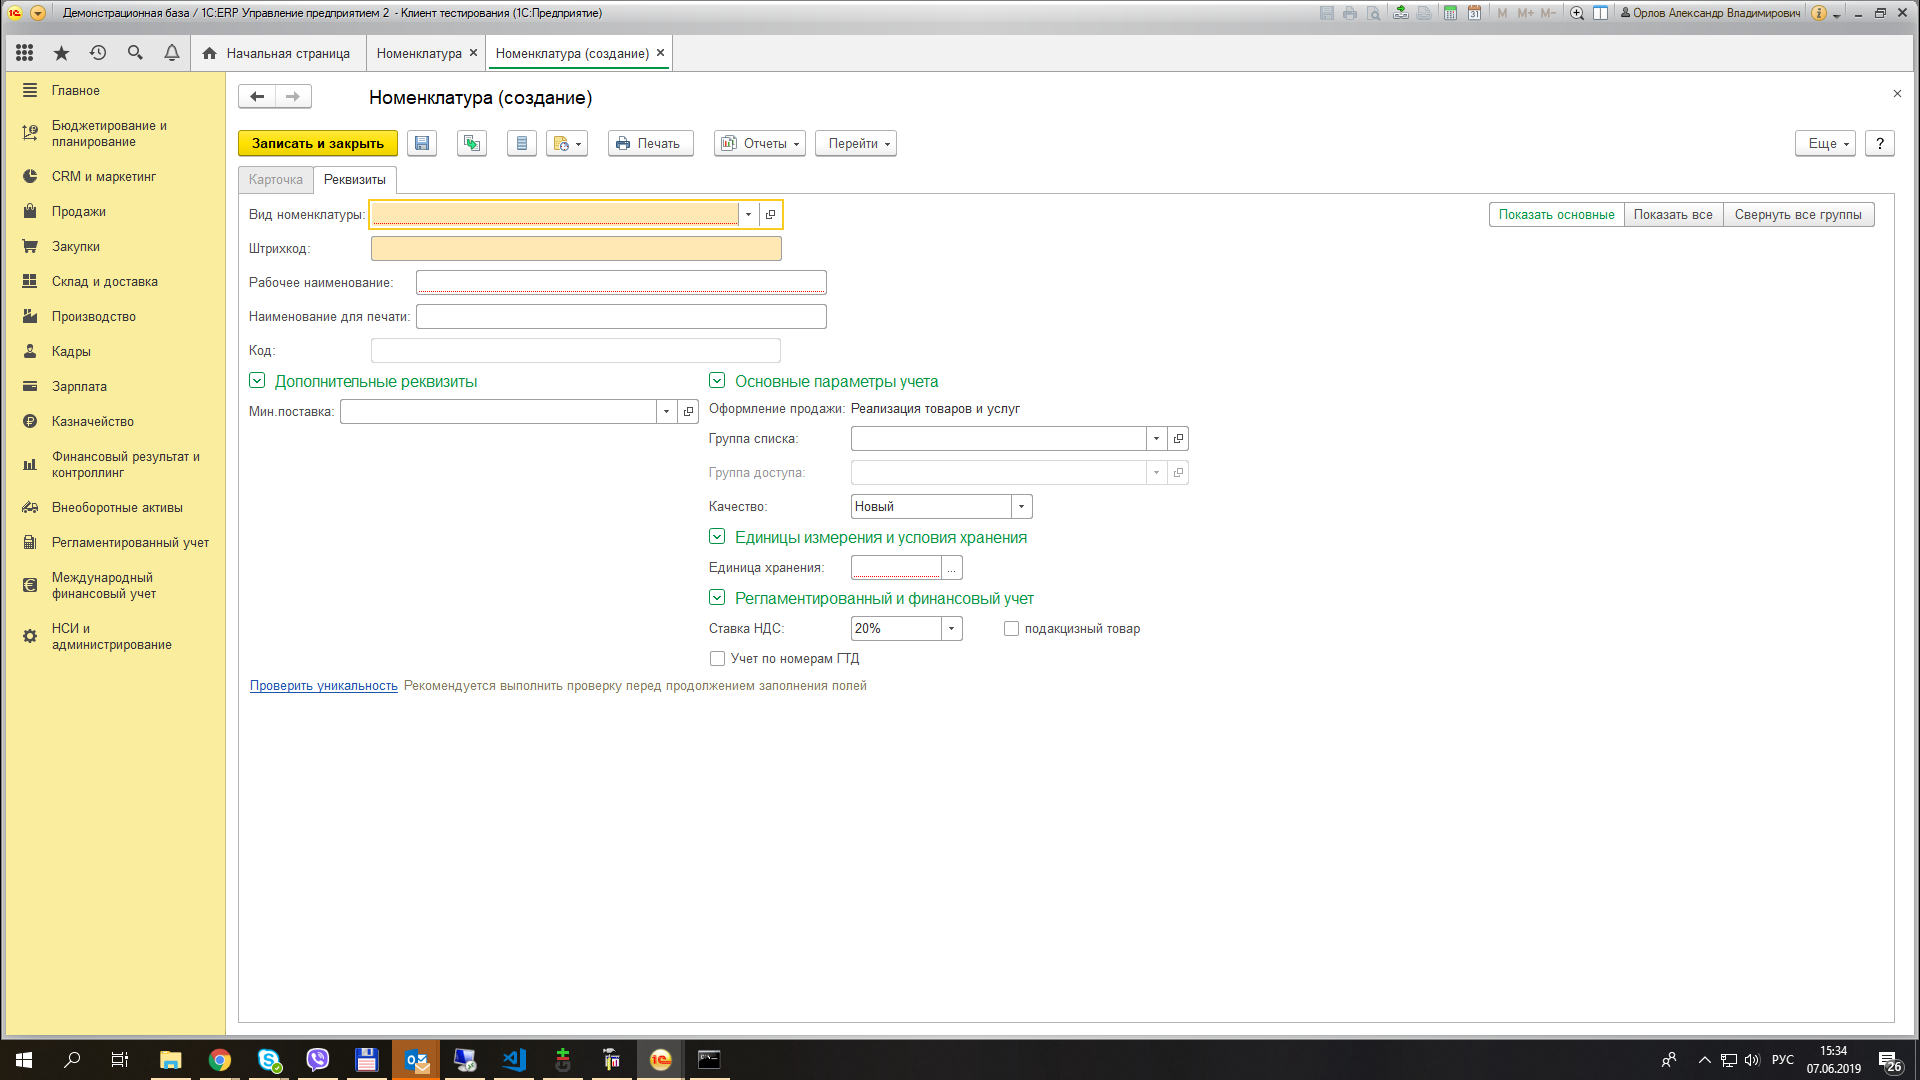 Демонстрационная база / 1С:ERP Управление предприятием 2 - Клиент тестирования (1С:Предприятие)
M M+ M- Орлов Александр Владимирович
Начальная страница
Номенклатура
Номенклатура (создание)
Главное
Бюджетирование и
планирование
CRM и маркетинг
Продажи
Закупки
Склад и доставка
Производство
Кадры
Зарплата
Казначейство
Финансовый результат и
контроллинг
Внеоборотные активы
Регламентированный учет
Международный
финансовый учет
НСИ и
администрирование
Номенклатура (создание)
Записать и закрыть
Печать
Отчеты
Перейти
Еще
?
Карточка
Реквизиты
Вид номенклатуры:
Показать основные
Показать все
Свернуть все группы
Штрихкод:
Рабочее наименование:
Наименование для печати:
Код:
Дополнительные реквизиты
Мин.поставка:
Основные параметры учета
Оформление продажи: Реализация товаров и услуг
Группа списка:
Группа доступа:
Качество: Новый
Единицы измерения и условия хранения
Единица хранения: ...
Регламентированный и финансовый учет
Ставка НДС: 20% подакцизный товар
Учет по номерам ГТД
Проверить уникальность Рекомендуется выполнить проверку перед продолжением заполнения полей
РУС
15:34
07.06.2019
26